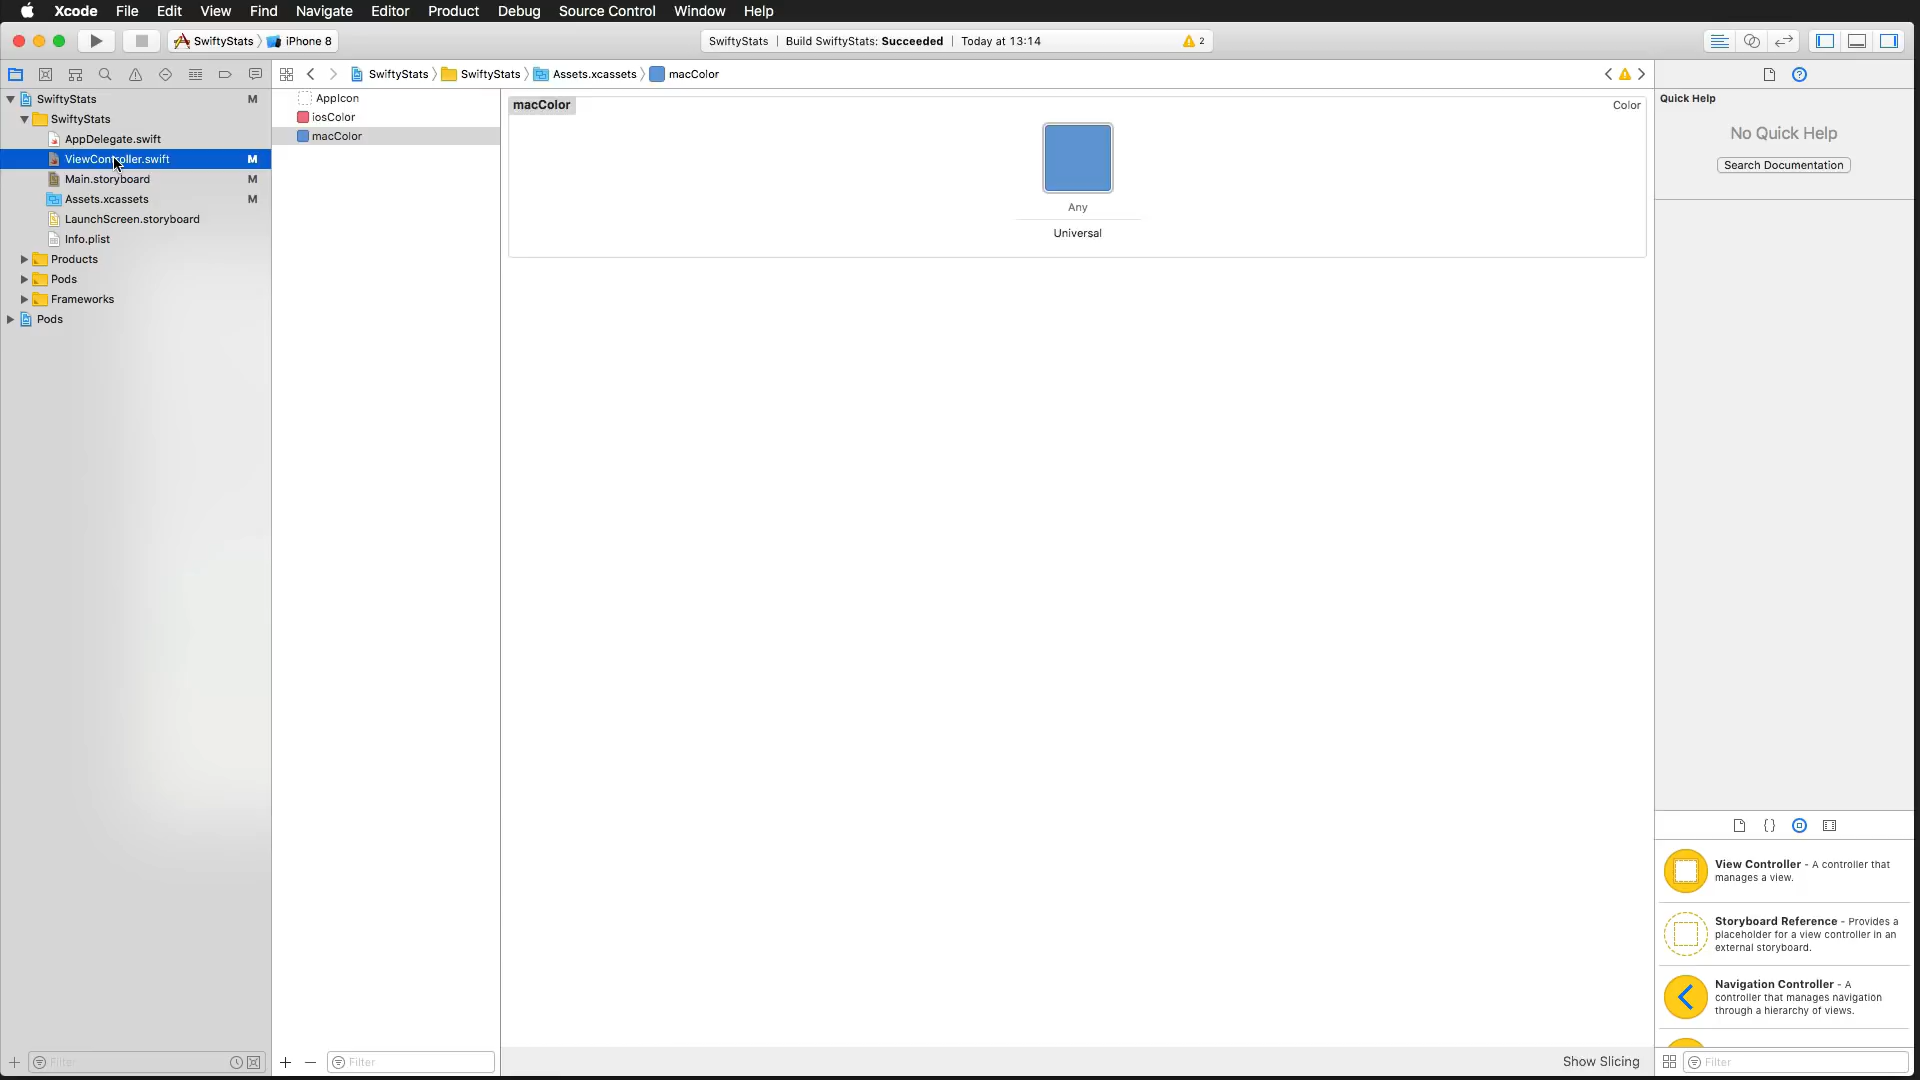 Xcode File Edit View Find Navigate Editor Product Debug Source Control Window Help
SwiftyStats iPhone 8
SwiftyStats | Build SwiftyStats: Succeeded | Today at 13:14 2
SwiftyStats SwiftyStats Assets.xcassets macColor
SwiftyStats M
SwiftyStats
AppDelegate.swift
ViewController.swift M
Main.storyboard M
Assets.xcassets M
LaunchScreen.storyboard
Info.plist
Products
Pods
Frameworks
Pods
Filter
AppIcon
iosColor
macColor
Filter
macColor Color
Any
Universal
Show Slicing
Quick Help
No Quick Help
Search Documentation
{}
View Controller - A controller that
manages a view.
Storyboard Reference - Provides a
placeholder for a view controller in an
external storyboard.
Navigation Controller - A
controller that manages navigation
through a hierarchy of views.
Filter